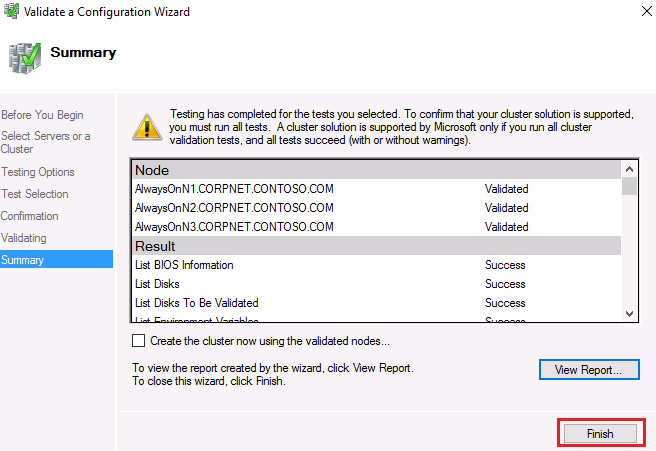 Validate a Configuration Wizard
Summary
Before You Begin
Select Servers or a
Cluster
Testing Options
Test Selection
Confirmation
Validating
Summary
Testing has completed for the tests you selected. To confirm that your cluster solution is supported,
you must run all tests.  A cluster solution is supported by Microsoft only if you run all cluster
validation tests, and all tests succeed (with or without warnings).
Node
AlwaysOnN1.CORPNET.CONTOSO.COM Validated
AlwaysOnN2.CORPNET.CONTOSO.COM Validated
AlwaysOnN3.CORPNET.CONTOSO.COM Validated
Result
List BIOS Information Success
List Disks Success
List Disks To Be Validated Success
List Environment Variables Success
Create the cluster now using the validated nodes...
To view the report created by the wizard, click View Report.
To close this wizard, click Finish.
View Report...
Finish